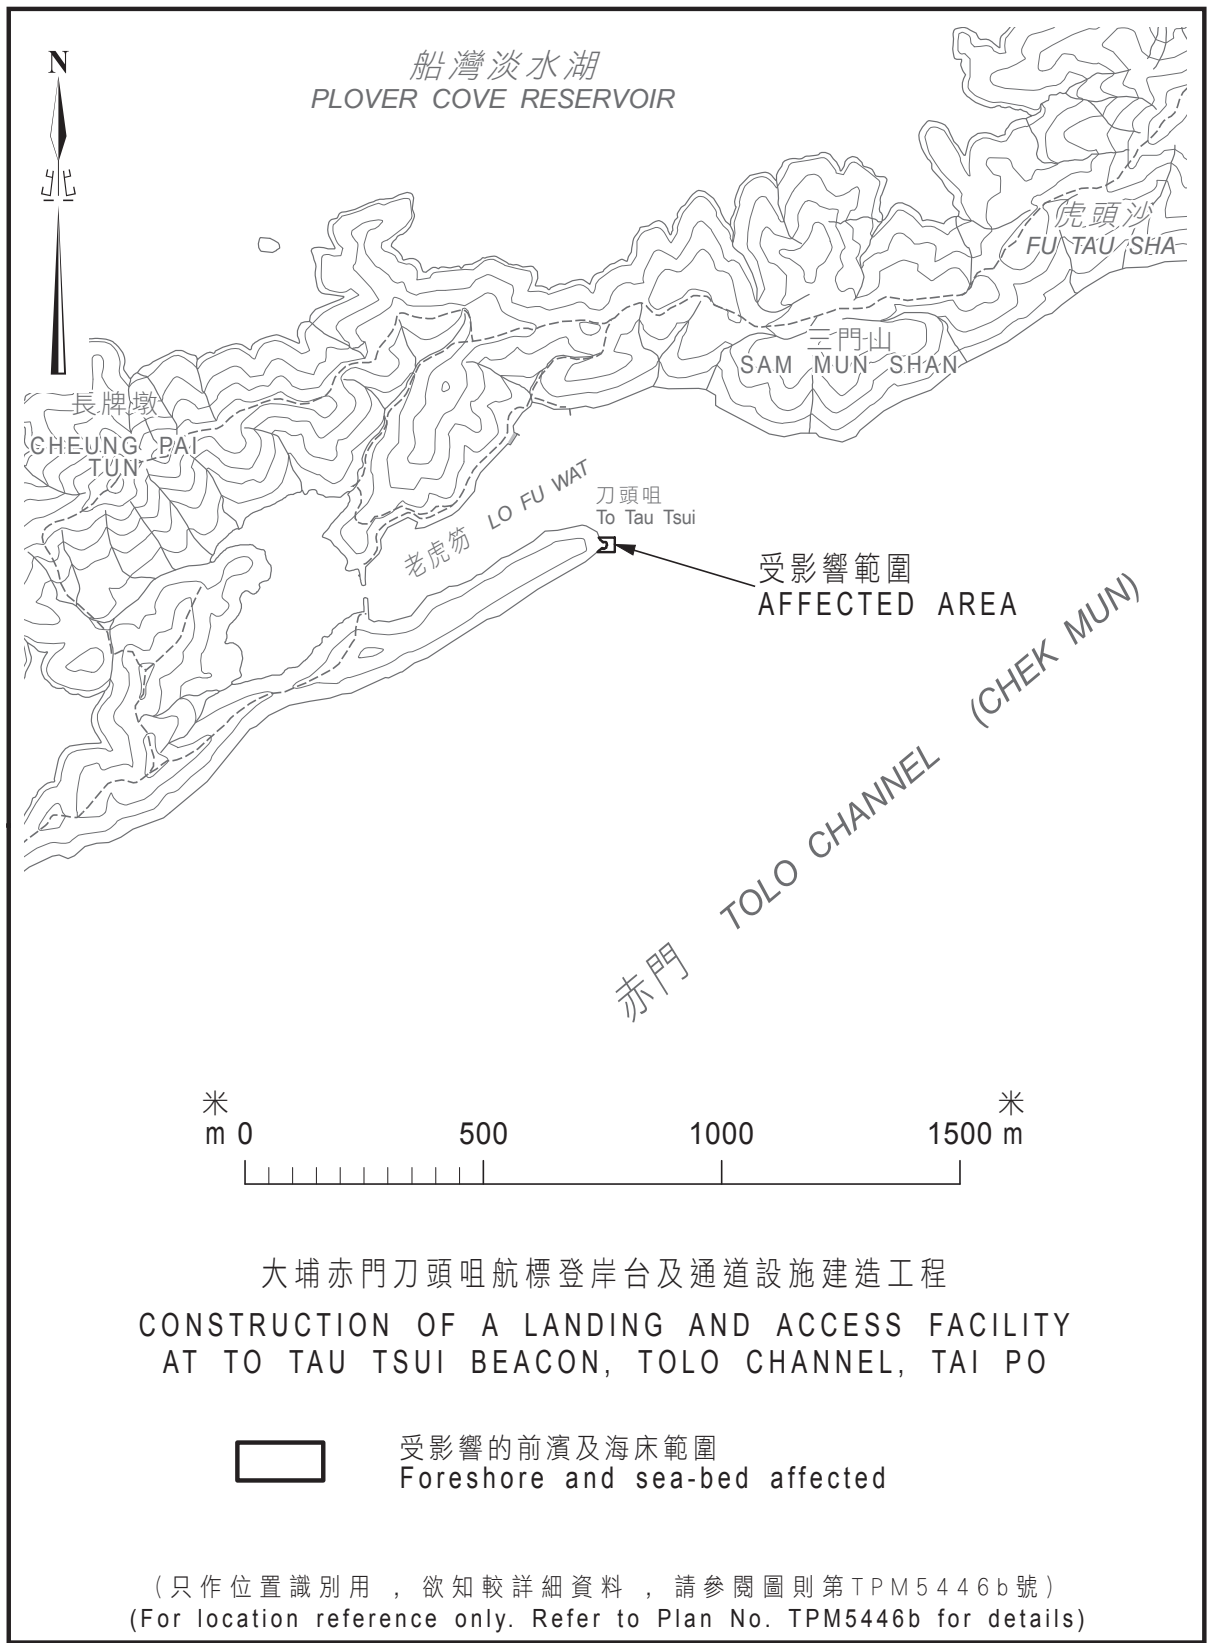 N
北
船灣淡水湖
PLOVER COVE RESERVOIR
虎頭沙
FU TAU SHA
三門山
SAM MUN SHAN
長牌墩
CHEUNG PAI
TUN
老虎笏 LO FU WAT
刀頭咀
To Tau Tsui
受影響範圍
AFFECTED AREA
赤門 TOLO CHANNEL (CHEK MUN)
米 米
m 0 500 1000 1500 m
大埔赤門刀頭咀航標登岸台及通道設施建造工程
CONSTRUCTION OF A LANDING AND ACCESS FACILITY
AT TO TAU TSUI BEACON, TOLO CHANNEL, TAI PO
受影響的前濱及海床範圍
Foreshore and sea-bed affected
(只作位置識別用 , 欲知較詳細資料 , 請參閱圖則第TPM5446b號)
(For location reference only. Refer to Plan No. TPM5446b for details)